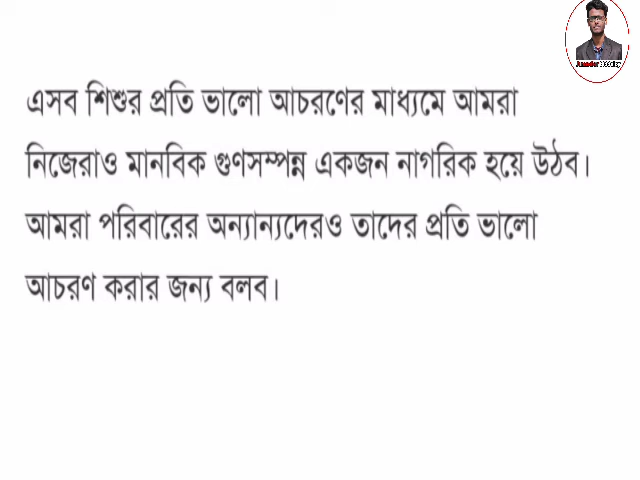 এসব শিশুর প্রতি ভালো আচরণের মাধ্যমে আমরা
নিজেরাও মানবিক গুণসম্পন্ন একজন নাগরিক হয়ে উঠব।
আমরা পরিবারের অন্যান্যদেরও তাদের প্রতি ভালো
আচরণ করার জন্য বলব।